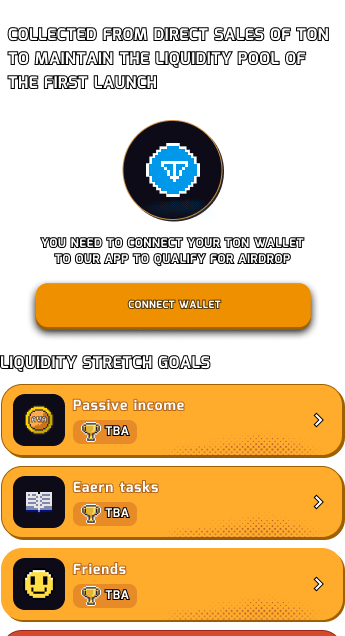 COLLECTED FROM DIRECT SALES OF TON
TO MAINTAIN THE LIQUIDITY POOL OF
THE FIRST LAUNCH
YOU NEED TO CONNECT YOUR TON WALLET
TO OUR APP TO QUALIFY FOR AIRDROP
CONNECT WALLET
LIQUIDITY STRETCH GOALS
Passive income
TBA
Eaern tasks
TBA
Friends
TBA